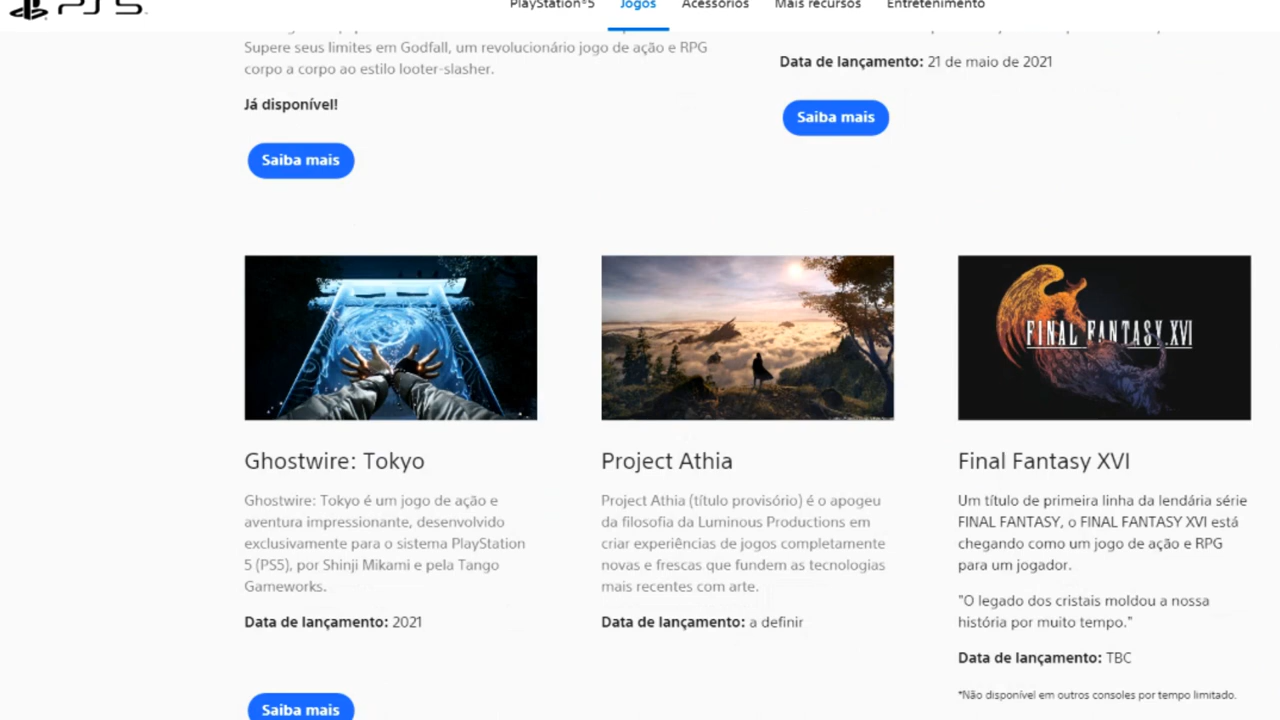 PS5
PlayStation®5 Jogos Acessórios Mais recursos Entretenimento
Supere seus limites em Godfall, um revolucionário jogo de ação e RPG
corpo a corpo ao estilo looter-slasher.
Já disponível!
Saiba mais
Data de lançamento: 21 de maio de 2021
Saiba mais
FINAL FANTASY XVI
Ghostwire: Tokyo
Ghostwire: Tokyo é um jogo de ação e
aventura impressionante, desenvolvido
exclusivamente para o sistema PlayStation
5 (PS5), por Shinji Mikami e pela Tango
Gameworks.
Data de lançamento: 2021
Saiba mais
Project Athia
Project Athia (título provisório) é o apogeu
da filosofia da Luminous Productions em
criar experiências de jogos completamente
novas e frescas que fundem as tecnologias
mais recentes com arte.
Data de lançamento: a definir
Final Fantasy XVI
Um título de primeira linha da lendária série
FINAL FANTASY, o FINAL FANTASY XVI está
chegando como um jogo de ação e RPG
para um jogador.
"O legado dos cristais moldou a nossa
história por muito tempo."
Data de lançamento: TBC
*Não disponível em outros consoles por tempo limitado.